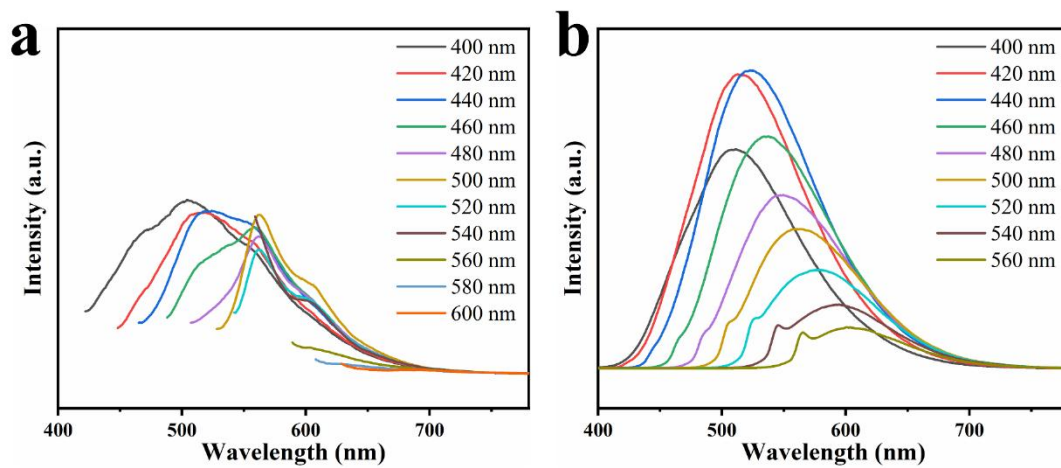 a
400 nm
420 nm
440 nm
460 nm
480 nm
500 nm
520 nm
540 nm
560 nm
580 nm
600 nm
Intensity (a.u.)
400
500
600
700
Wavelength (nm)
b
400 nm
420 nm
440 nm
460 nm
480 nm
500 nm
520 nm
540 nm
560 nm
Intensity (a.u.)
400
500
600
700
Wavelength (nm)